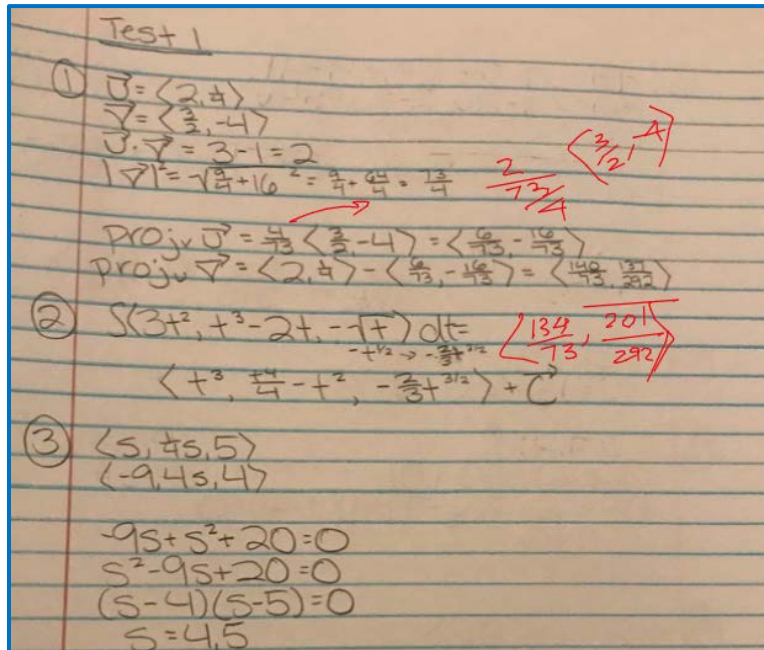 Test 1
① U⃗ = ⟨2, ¼⟩
V⃗ = ⟨3/2, -4⟩
U⃗ · V⃗ = 3 - 1 = 2
|V⃗|² = √(9/4 + 16)² = 9/4 + 64/4 = 73/4
2/(73/4) ⟨3/2, -4⟩
projᵥ U⃗ = 4/73 ⟨3/2, -4⟩ = ⟨6/73, -16/73⟩
projᵤ V⃗ = ⟨2, ¼⟩ - ⟨6/73, -16/73⟩ = ⟨140/73, 137/292⟩
② ∫⟨3t², t³ - 2t, -√t⟩ dt =
-t^1/2 → -2/3 t^3/2
⟨134/73, 201/292⟩
⟨t³, t⁴/4 - t², -2/3 t^3/2⟩ + C⃗
③ ⟨s, ¼s, 5⟩
⟨-9, 4s, 4⟩
-9s + s² + 20 = 0
s² - 9s + 20 = 0
(s - 4)(s - 5) = 0
s = 4, 5